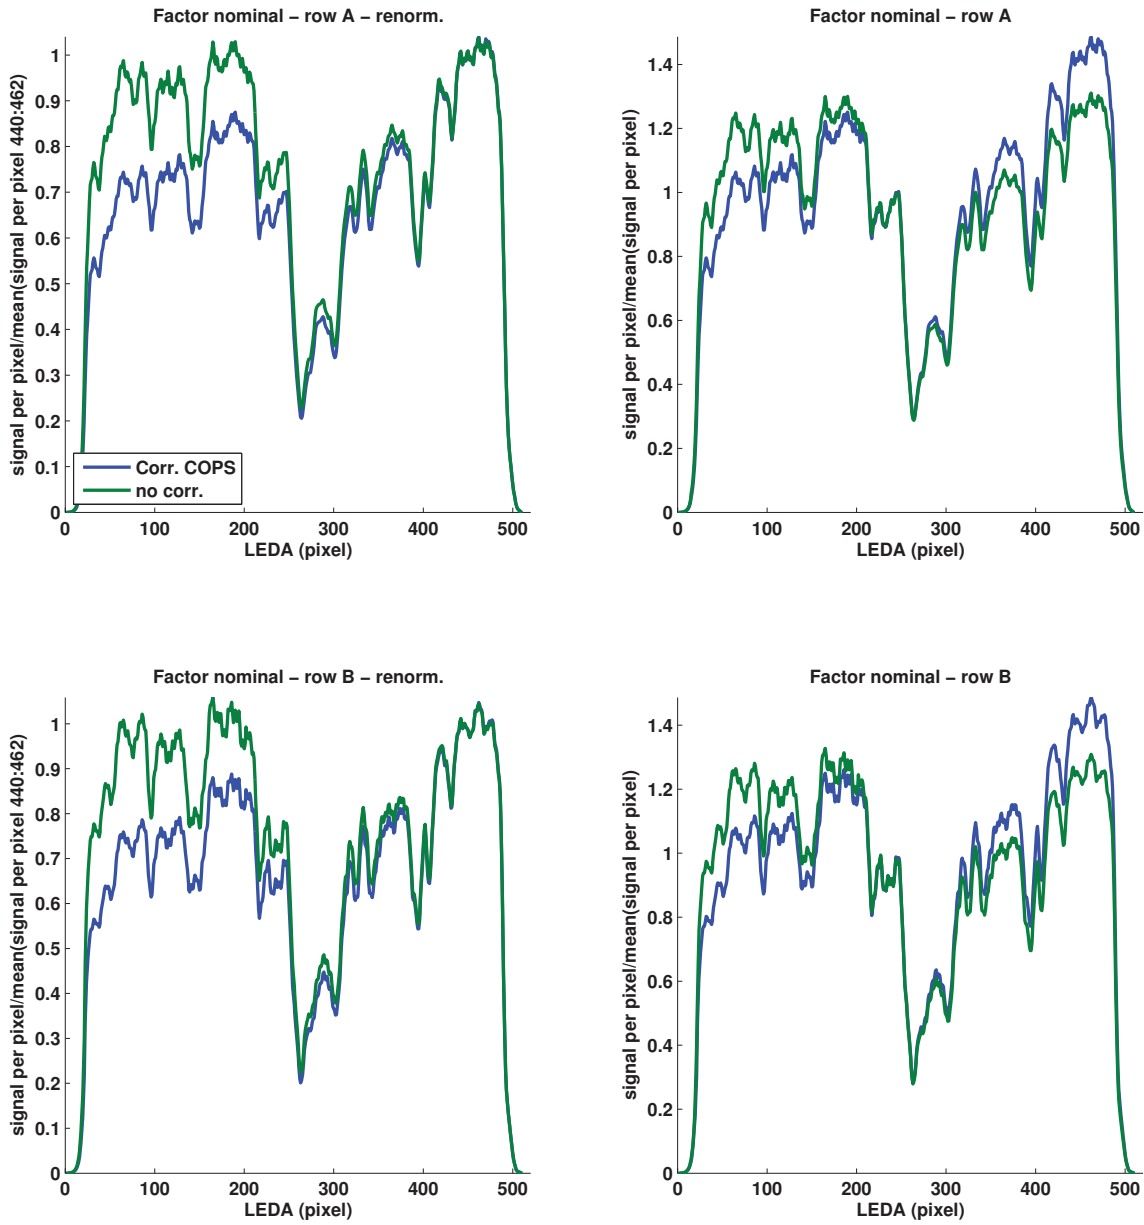 Factor nominal − row A − renorm.
signal per pixel/mean(signal per pixel 440:462)
1
0.9
0.8
0.7
0.6
0.5
0.4
0.3
0.2
0.1
0
Corr. COPS
no corr.
0 100 200 300 400 500
LEDA (pixel)
Factor nominal − row A
signal per pixel/mean(signal per pixel)
1.4
1.2
1
0.8
0.6
0.4
0.2
0
0 100 200 300 400 500
LEDA (pixel)
Factor nominal − row B − renorm.
signal per pixel/mean(signal per pixel 440:462)
1
0.9
0.8
0.7
0.6
0.5
0.4
0.3
0.2
0.1
0
0 100 200 300 400 500
LEDA (pixel)
Factor nominal − row B
signal per pixel/mean(signal per pixel)
1.4
1.2
1
0.8
0.6
0.4
0.2
0
0 100 200 300 400 500
LEDA (pixel)